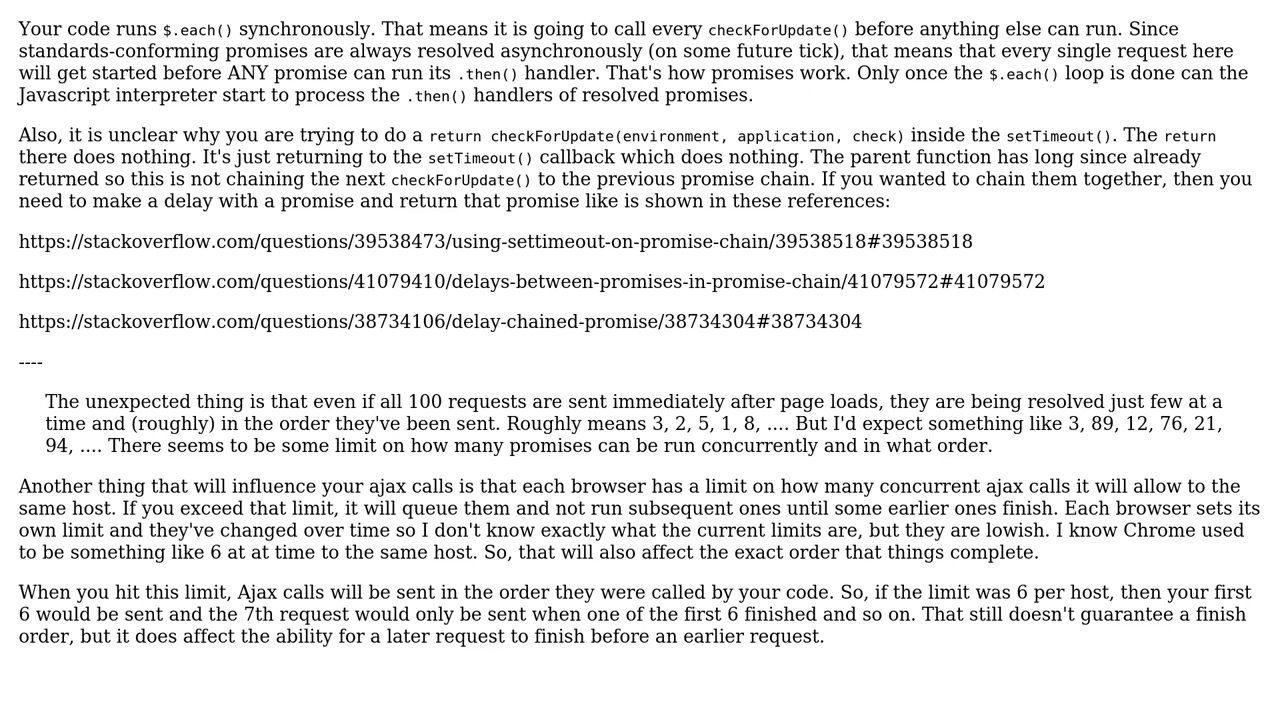 Your code runs $.each() synchronously. That means it is going to call every checkForUpdate() before anything else can run. Since
standards-conforming promises are always resolved asynchronously (on some future tick), that means that every single request here
will get started before ANY promise can run its .then() handler. That's how promises work. Only once the $.each() loop is done can the
Javascript interpreter start to process the .then() handlers of resolved promises.
Also, it is unclear why you are trying to do a return checkForUpdate(environment, application, check) inside the setTimeout(). The return
there does nothing. It's just returning to the setTimeout() callback which does nothing. The parent function has long since already
returned so this is not chaining the next checkForUpdate() to the previous promise chain. If you wanted to chain them together, then you
need to make a delay with a promise and return that promise like is shown in these references:
https://stackoverflow.com/questions/39538473/using-settimeout-on-promise-chain/39538518#39538518
https://stackoverflow.com/questions/41079410/delays-between-promises-in-promise-chain/41079572#41079572
https://stackoverflow.com/questions/38734106/delay-chained-promise/38734304#38734304
----
The unexpected thing is that even if all 100 requests are sent immediately after page loads, they are being resolved just few at a
time and (roughly) in the order they've been sent. Roughly means 3, 2, 5, 1, 8, .... But I'd expect something like 3, 89, 12, 76, 21,
94, .... There seems to be some limit on how many promises can be run concurrently and in what order.
Another thing that will influence your ajax calls is that each browser has a limit on how many concurrent ajax calls it will allow to the
same host. If you exceed that limit, it will queue them and not run subsequent ones until some earlier ones finish. Each browser sets its
own limit and they've changed over time so I don't know exactly what the current limits are, but they are lowish. I know Chrome used
to be something like 6 at at time to the same host. So, that will also affect the exact order that things complete.
When you hit this limit, Ajax calls will be sent in the order they were called by your code. So, if the limit was 6 per host, then your first
6 would be sent and the 7th request would only be sent when one of the first 6 finished and so on. That still doesn't guarantee a finish
order, but it does affect the ability for a later request to finish before an earlier request.